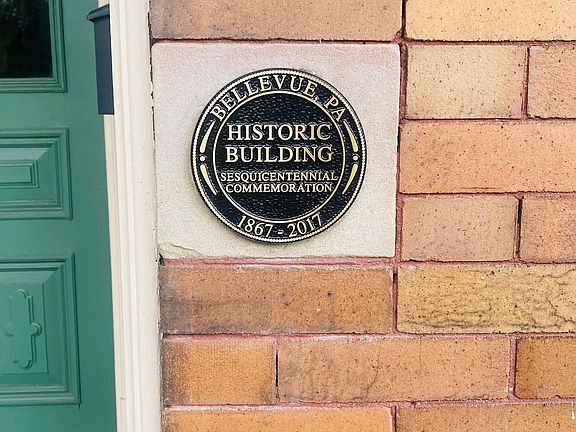 BELLEVUE, PA
HISTORIC
BUILDING
SESQUICENTENNIAL
COMMEMORATION
1867 - 2017